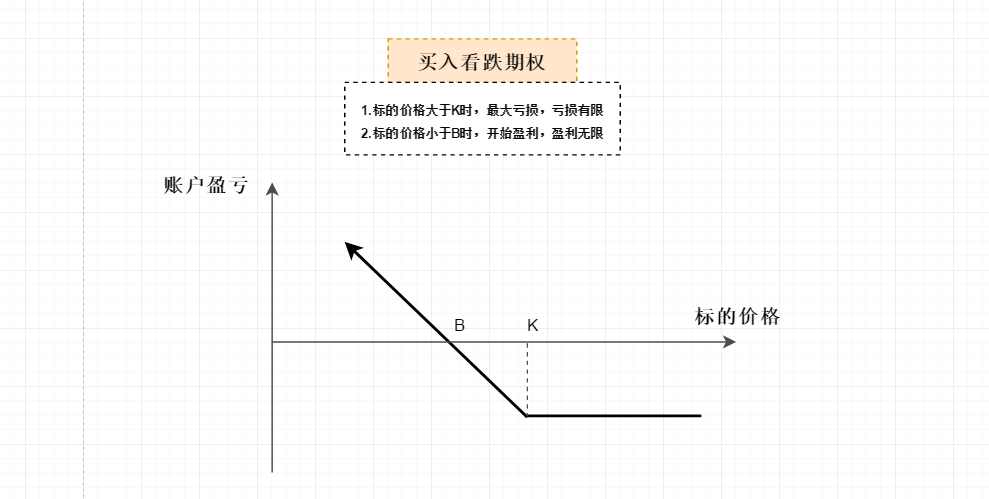 买入看跌期权
1.标的价格大于K时，最大亏损，亏损有限
2.标的价格小于B时，开始盈利，盈利无限
账户盈亏
B
K
标的价格